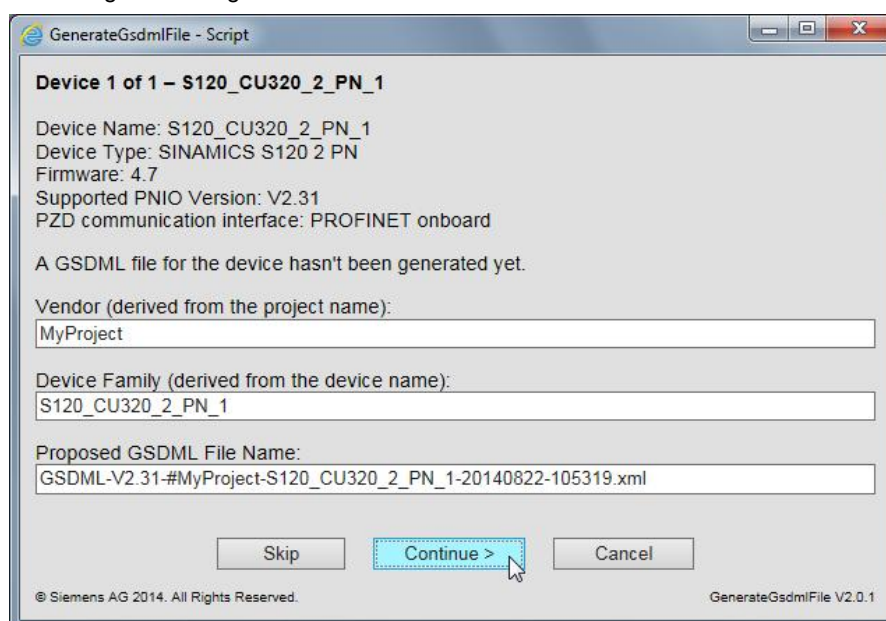 GenerateGsdmlFile - Script
Device 1 of 1 – S120_CU320_2_PN_1
Device Name: S120_CU320_2_PN_1
Device Type: SINAMICS S120 2 PN
Firmware: 4.7
Supported PNIO Version: V2.31
PZD communication interface: PROFINET onboard
A GSDML file for the device hasn't been generated yet.
Vendor (derived from the project name):
MyProject
Device Family (derived from the device name):
S120_CU320_2_PN_1
Proposed GSDML File Name:
GSDML-V2.31-#MyProject-S120_CU320_2_PN_1-20140822-105319.xml
Skip Continue > Cancel
© Siemens AG 2014. All Rights Reserved. GenerateGsdmlFile V2.0.1